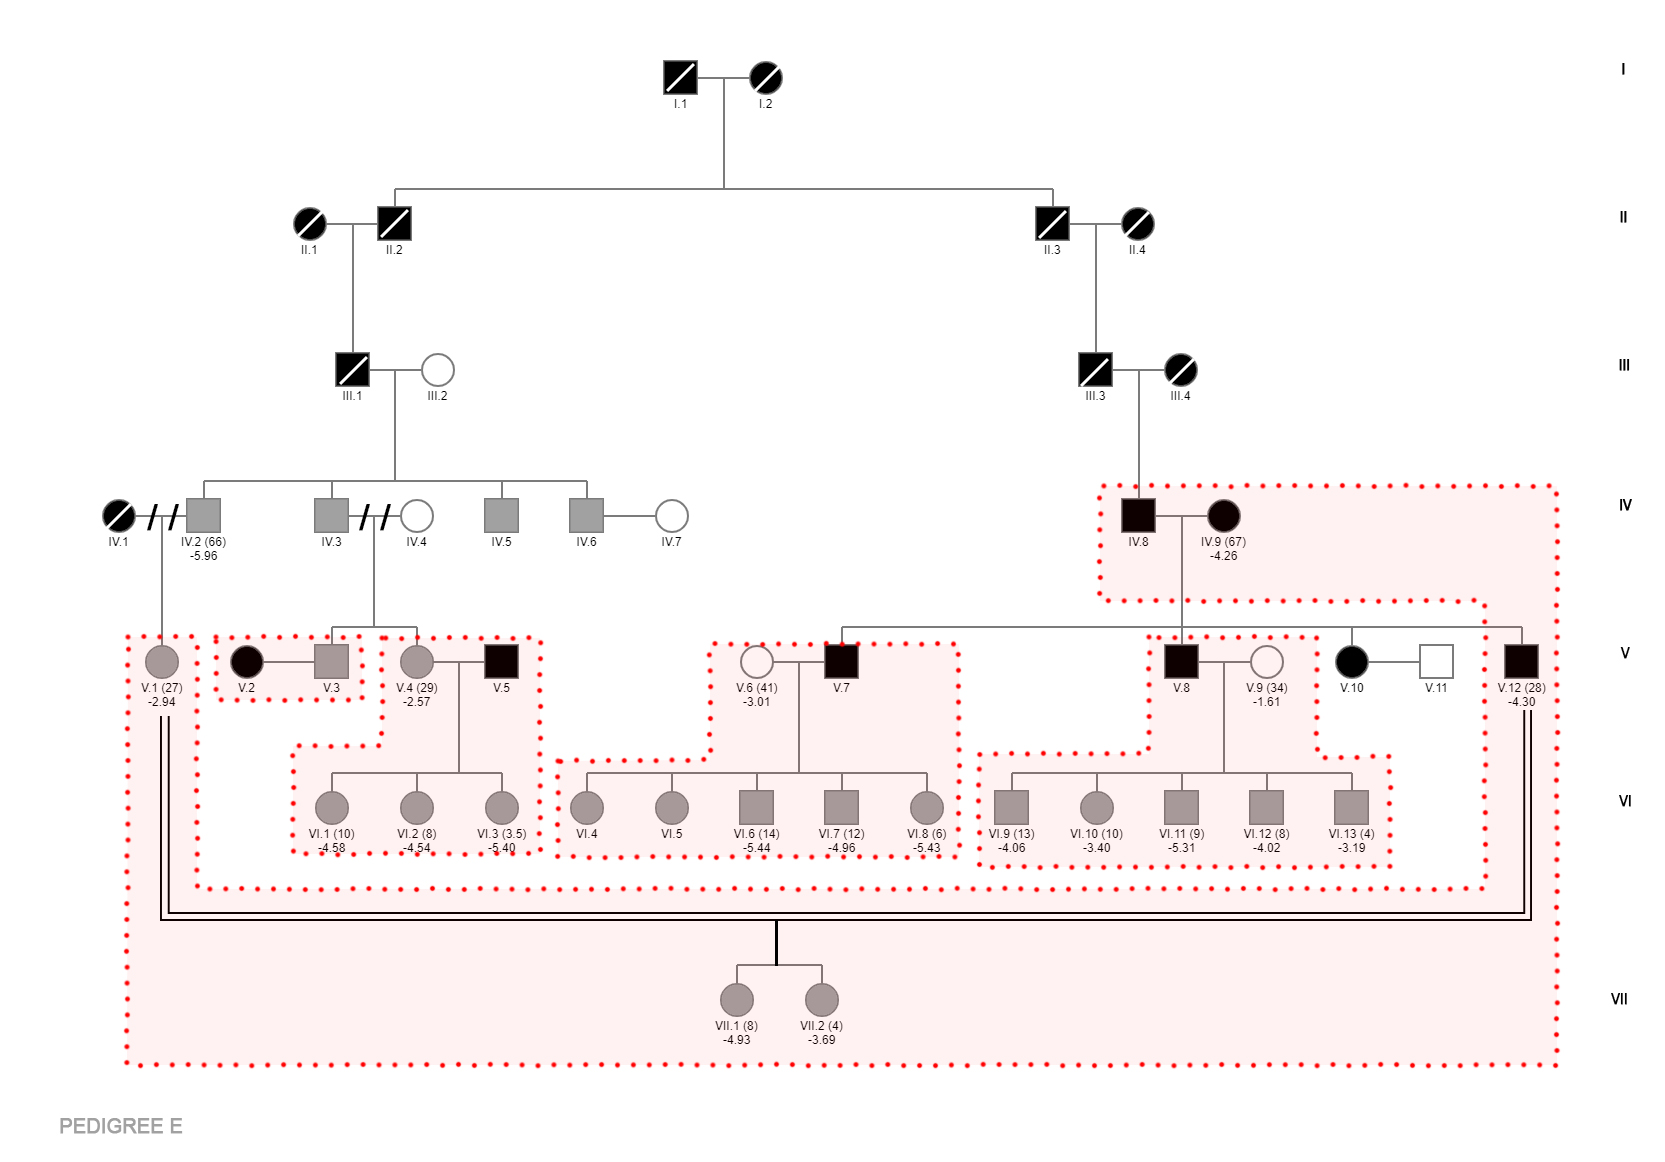 I
I.1
I.2
II
II.1
II.2
II.3
II.4
III
III.1
III.2
III.3
III.4
IV
IV.1
IV.2 (66)
-5.96
IV.3
IV.4
IV.5
IV.6
IV.7
IV.8
IV.9 (67)
-4.26
V
V.1 (27)
-2.94
V.2
V.3
V.4 (29)
-2.57
V.5
V.6 (41)
-3.01
V.7
V.8
V.9 (34)
-1.61
V.10
V.11
V.12 (28)
-4.30
VI
VI.1 (10)
-4.58
VI.2 (8)
-4.54
VI.3 (3.5)
-5.40
VI.4
VI.5
VI.6 (14)
-5.44
VI.7 (12)
-4.96
VI.8 (6)
-5.43
VI.9 (13)
-4.06
VI.10 (10)
-3.40
VI.11 (9)
-5.31
VI.12 (8)
-4.02
VI.13 (4)
-3.19
VII
VII.1 (8)
-4.93
VII.2 (4)
-3.69
PEDIGREE E